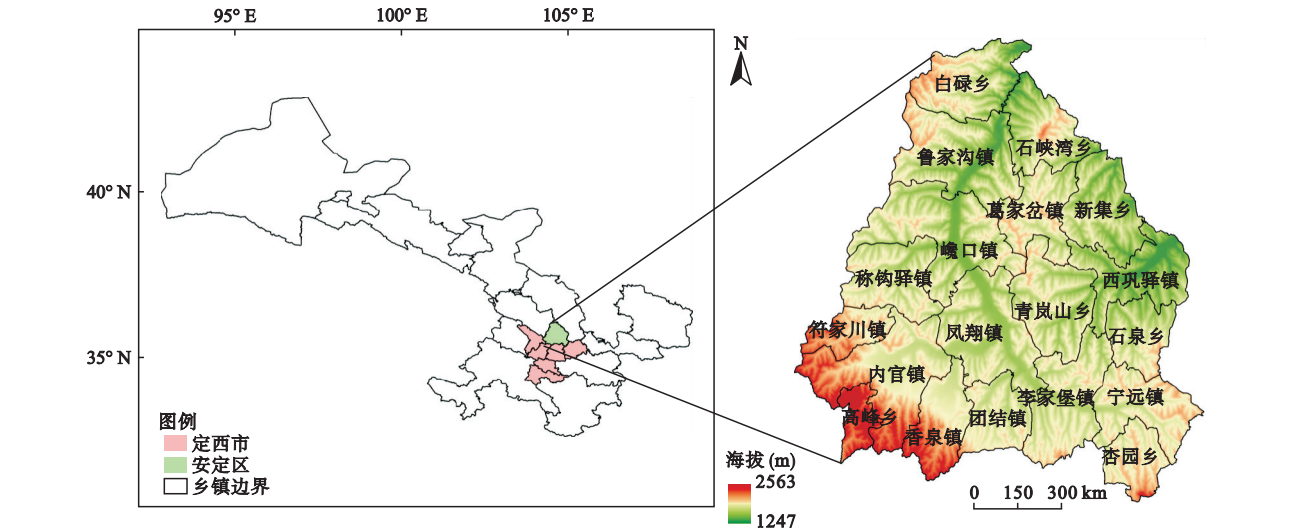 95° E 100° E 105° E
40° N
35° N
图例
定西市
安定区
乡镇边界
N
白碌乡
鲁家沟镇
石峡湾乡
葛家岔镇
新集乡
巉口镇
称钩驿镇
西巩驿镇
青岚山乡
符家川镇
凤翔镇
石泉乡
内官镇
李家堡镇
宁远镇
高峰乡
团结镇
香泉镇
杏园乡
海拔 (m)
2563
1247
0 150 300 km